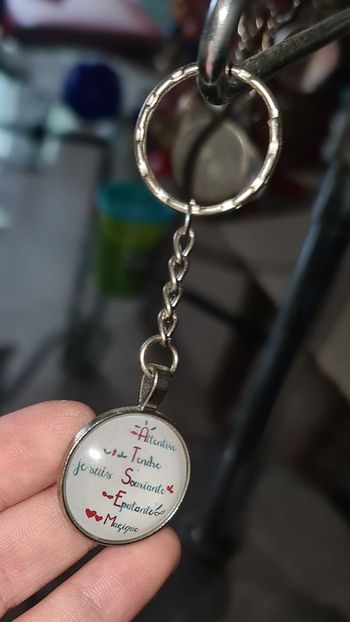 Attentive
Tendre
je suis Souriante
Epatante
Magique